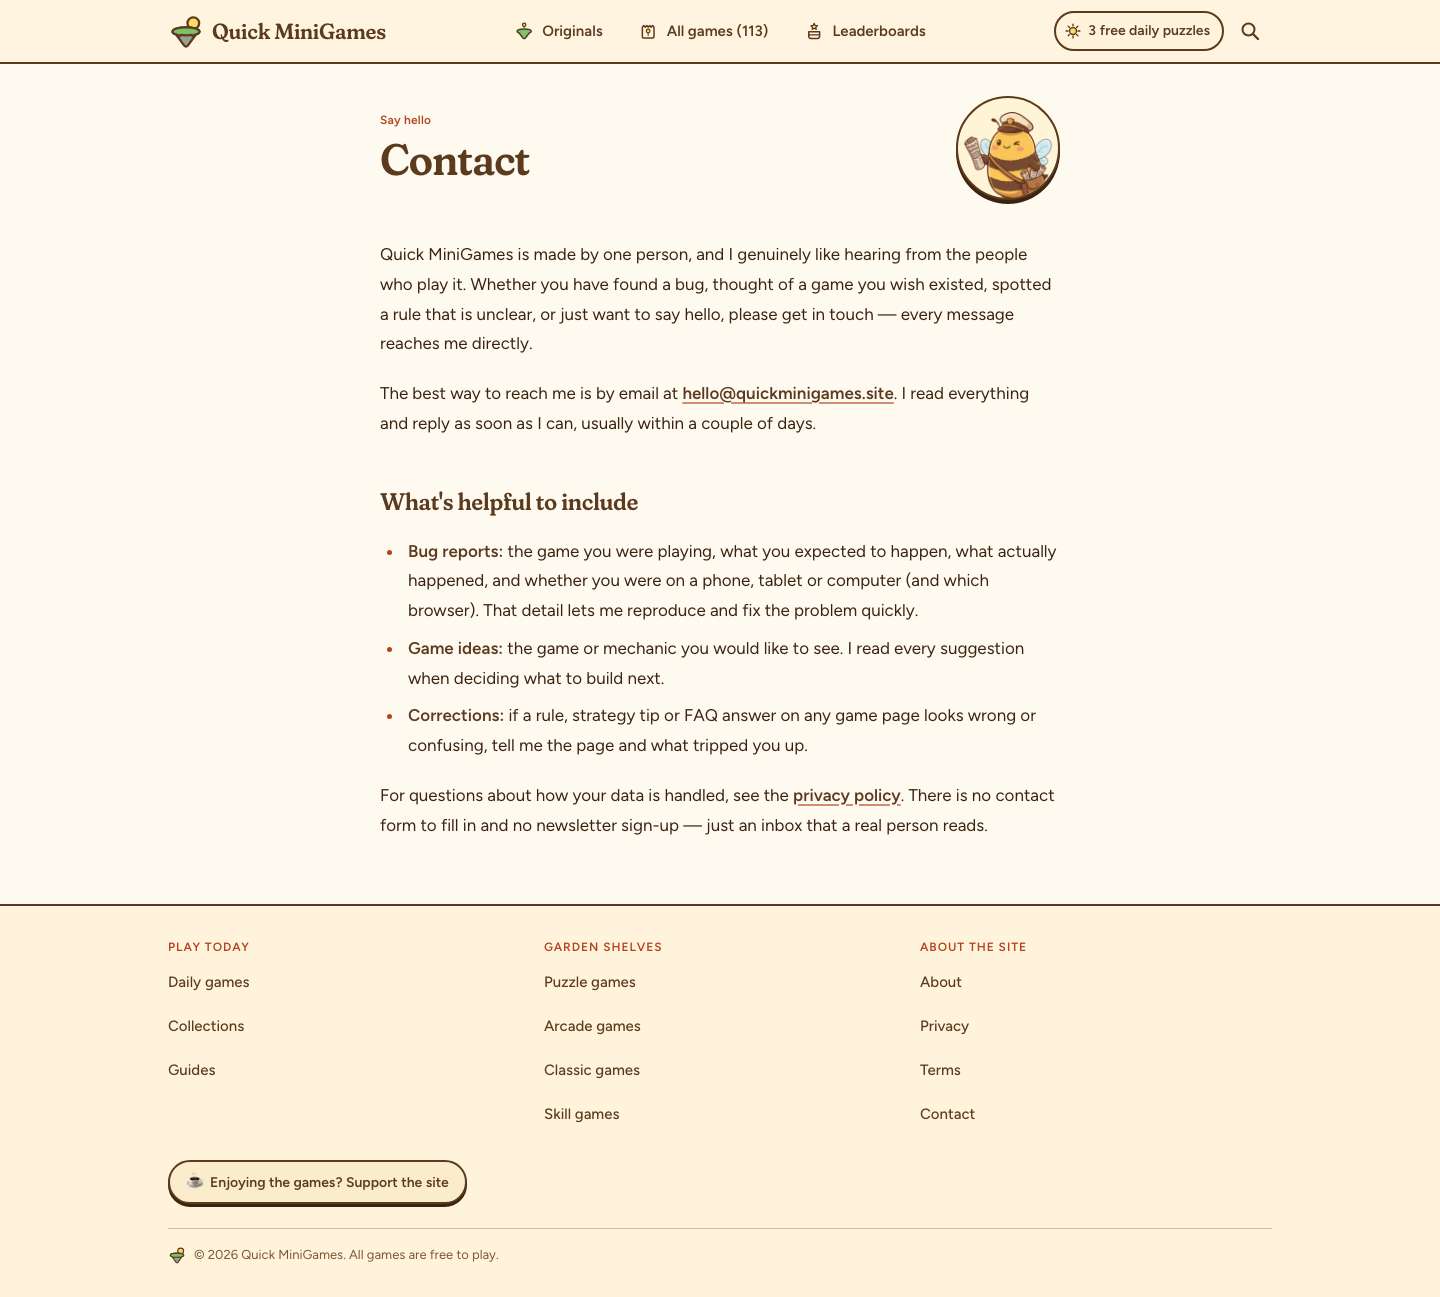 Quick MiniGames
Originals
All games (113)
Leaderboards
3 free daily puzzles
Say hello
Contact
Quick MiniGames is made by one person, and I genuinely like hearing from the people
who play it. Whether you have found a bug, thought of a game you wish existed, spotted
a rule that is unclear, or just want to say hello, please get in touch — every message
reaches me directly.
The best way to reach me is by email at hello@quickminigames.site. I read everything
and reply as soon as I can, usually within a couple of days.
What's helpful to include
• Bug reports: the game you were playing, what you expected to happen, what actually
happened, and whether you were on a phone, tablet or computer (and which
browser). That detail lets me reproduce and fix the problem quickly.
• Game ideas: the game or mechanic you would like to see. I read every suggestion
when deciding what to build next.
• Corrections: if a rule, strategy tip or FAQ answer on any game page looks wrong or
confusing, tell me the page and what tripped you up.
For questions about how your data is handled, see the privacy policy. There is no contact
form to fill in and no newsletter sign-up — just an inbox that a real person reads.
PLAY TODAY
Daily games
Collections
Guides
GARDEN SHELVES
Puzzle games
Arcade games
Classic games
Skill games
ABOUT THE SITE
About
Privacy
Terms
Contact
Enjoying the games? Support the site
© 2026 Quick MiniGames. All games are free to play.